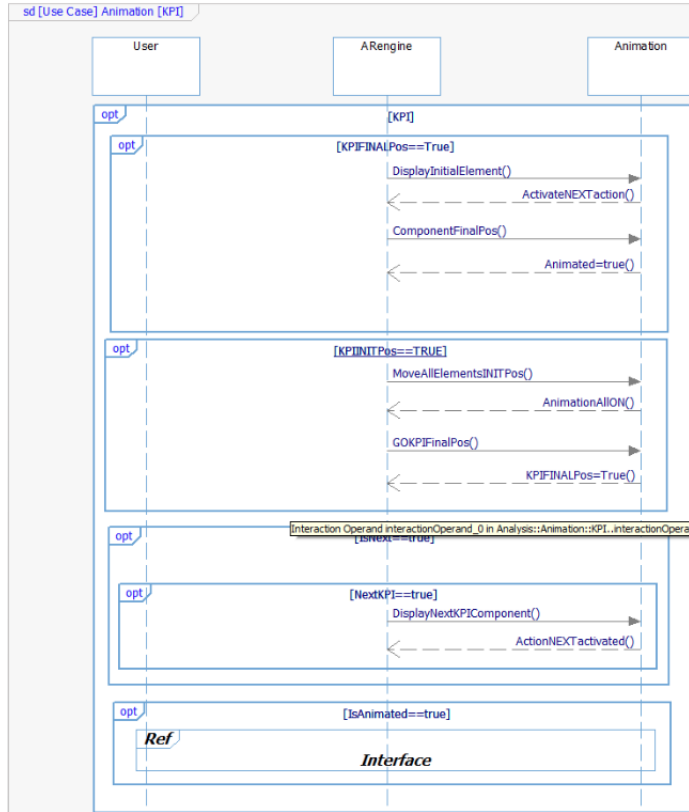 sd [Use Case] Animation [KPI]
User
ARengine
Animation
opt
[KPI]
opt
[KPIFINALPos==True]
DisplayInitialElement()
ActivateNEXTaction()
ComponentFinalPos()
Animated=true()
opt
[KPIINITPos==TRUE]
MoveAllElementsINITPos()
AnimationAllON()
GOKPIFinalPos()
KPIFINALPos=True()
Interaction Operand interactionOperand_0 in Analysis::Animation::KPI..interactionOpera
opt
[IsNext==true]
opt
[NextKPI==true]
DisplayNextKPIComponent()
ActionNEXTactivated()
opt
[IsAnimated==true]
Ref
Interface